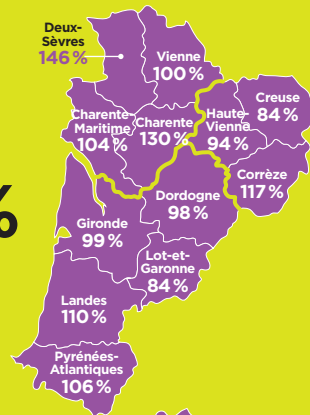 Deux-
Sèvres
146 %
Vienne
100 %
Creuse
84 %
Charente-
Maritime
104 %
Charente
130 %
Haute-
Vienne
94 %
Corrèze
117 %
%
Dordogne
98 %
Gironde
99 %
Lot-et-
Garonne
84 %
Landes
110 %
Pyrénées-
Atlantiques
106 %